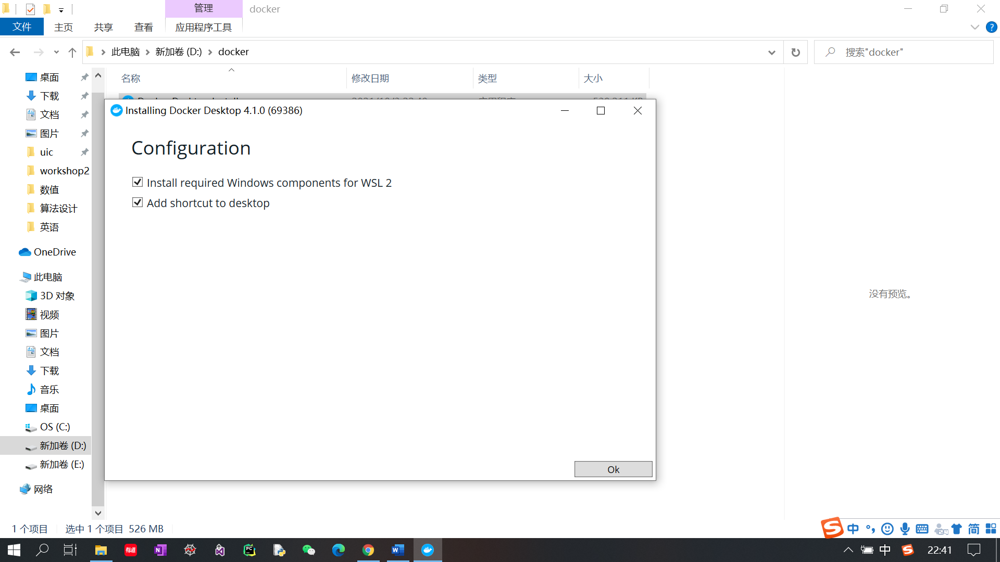 管理
docker
文件
主页
共享
查看
应用程序工具
此电脑
新加卷 (D:)
docker
搜索"docker"
名称
修改日期
类型
大小
桌面
下载
文档
图片
uic
workshop2
数值
算法设计
英语
OneDrive
此电脑
3D 对象
视频
图片
文档
下载
音乐
桌面
OS (C:)
新加卷 (D:)
新加卷 (E:)
网络
Installing Docker Desktop 4.1.0 (69386)
Configuration
Install required Windows components for WSL 2
Add shortcut to desktop
Ok
没有预览。
1 个项目
选中 1 个项目 526 MB
中
简
有道
中
22:41